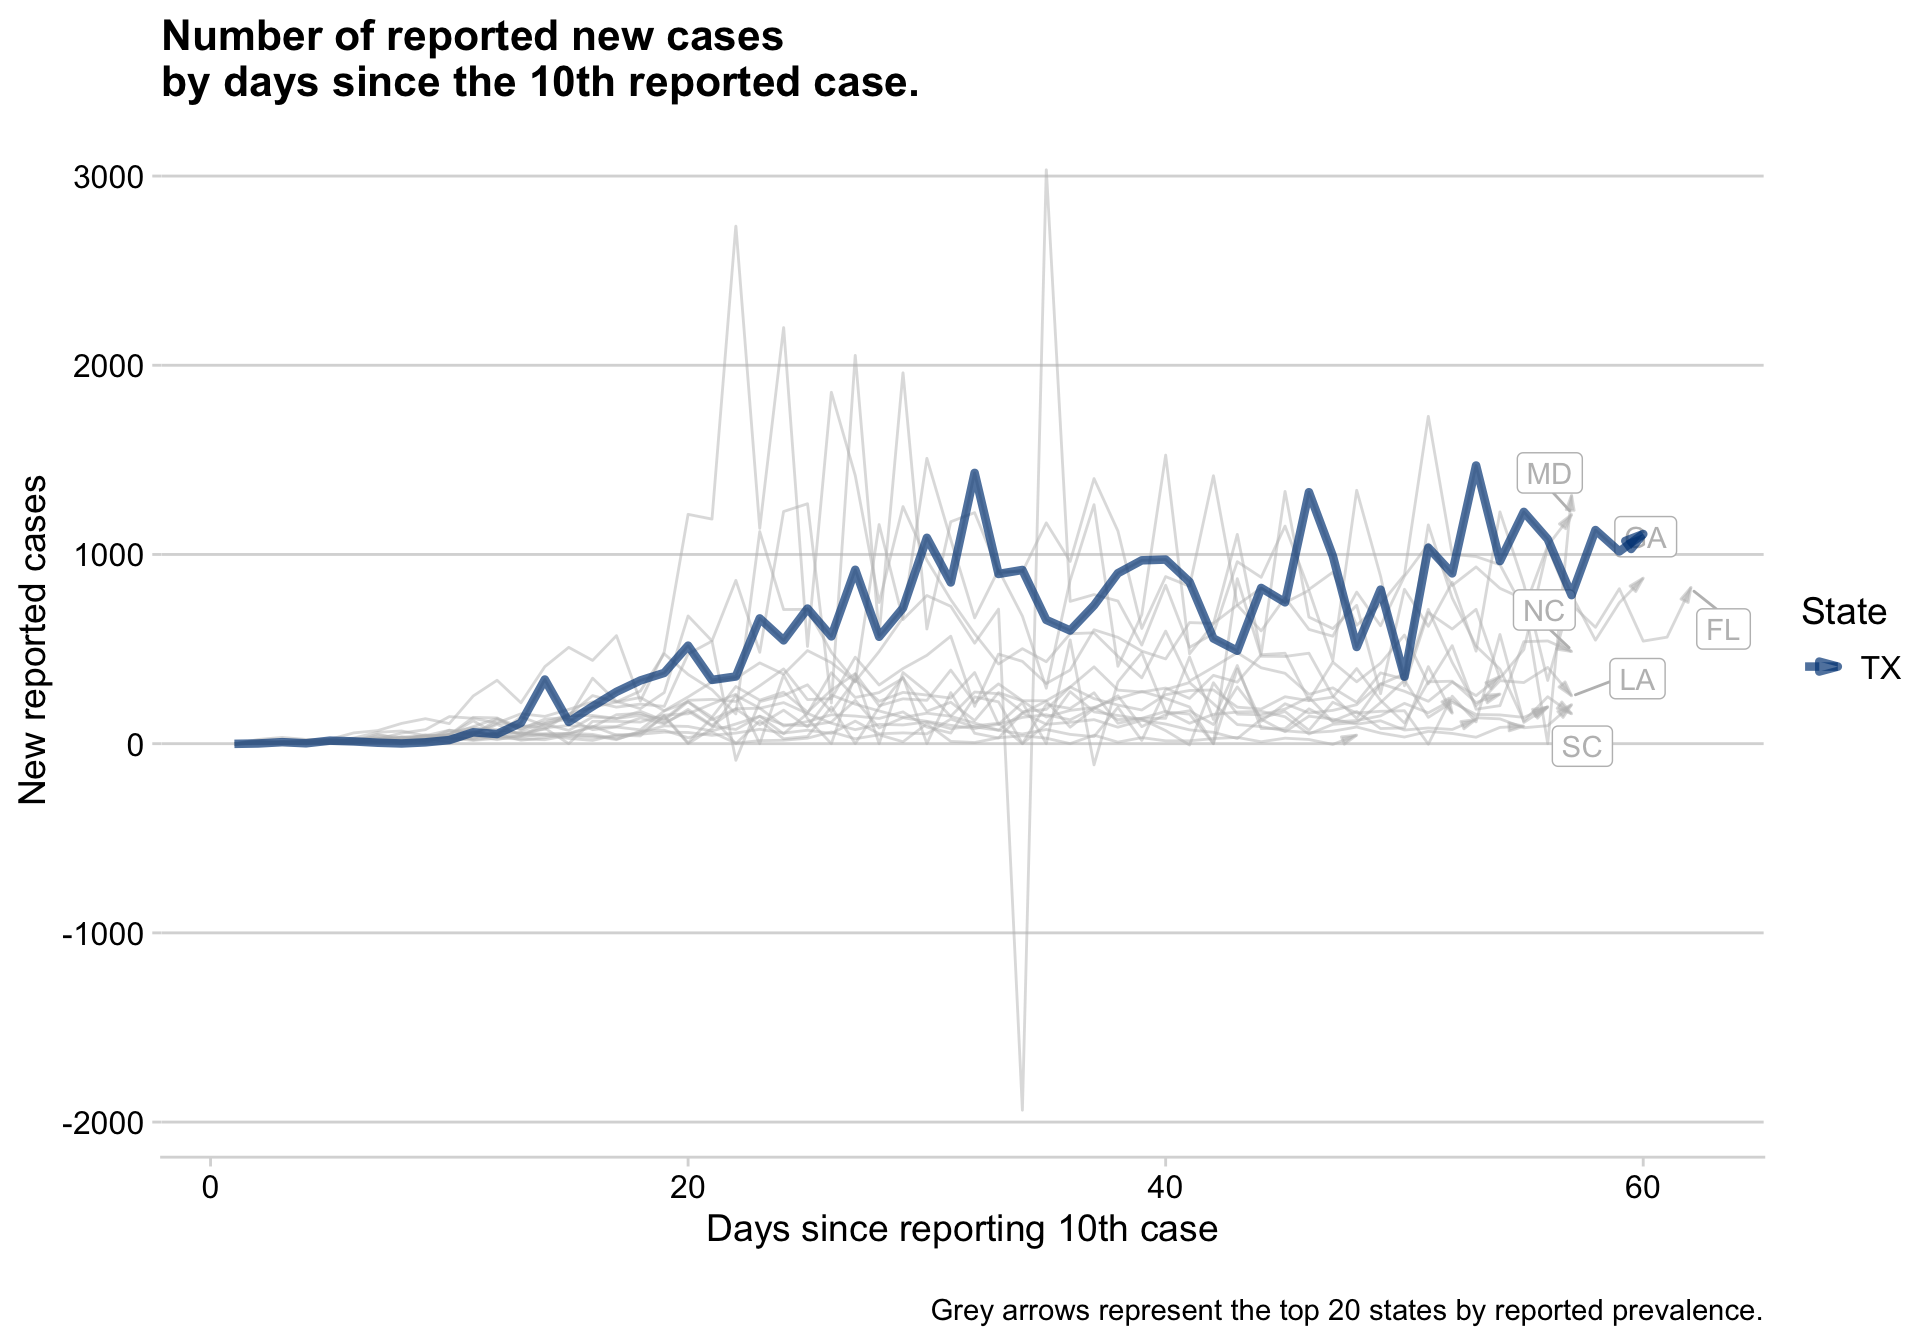 Number of reported new cases
by days since the 10th reported case.
3000
2000
1000
0
-1000
-2000
New reported cases
MD
NC
FL
LA
SC
State
TX
0
20
40
60
Days since reporting 10th case
Grey arrows represent the top 20 states by reported prevalence.